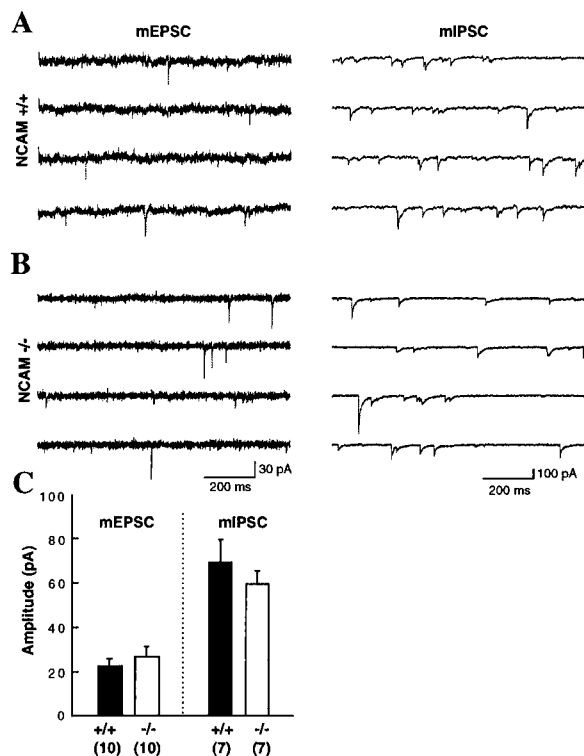 A
mEPSC
mIPSC
NCAM +/+
B
NCAM -/-
30 pA
200 ms
100 pA
200 ms
C
100
80
60
40
20
0
Amplitude (pA)
mEPSC
mIPSC
+/+
-/-
+/+
-/-
(10)
(10)
(7)
(7)